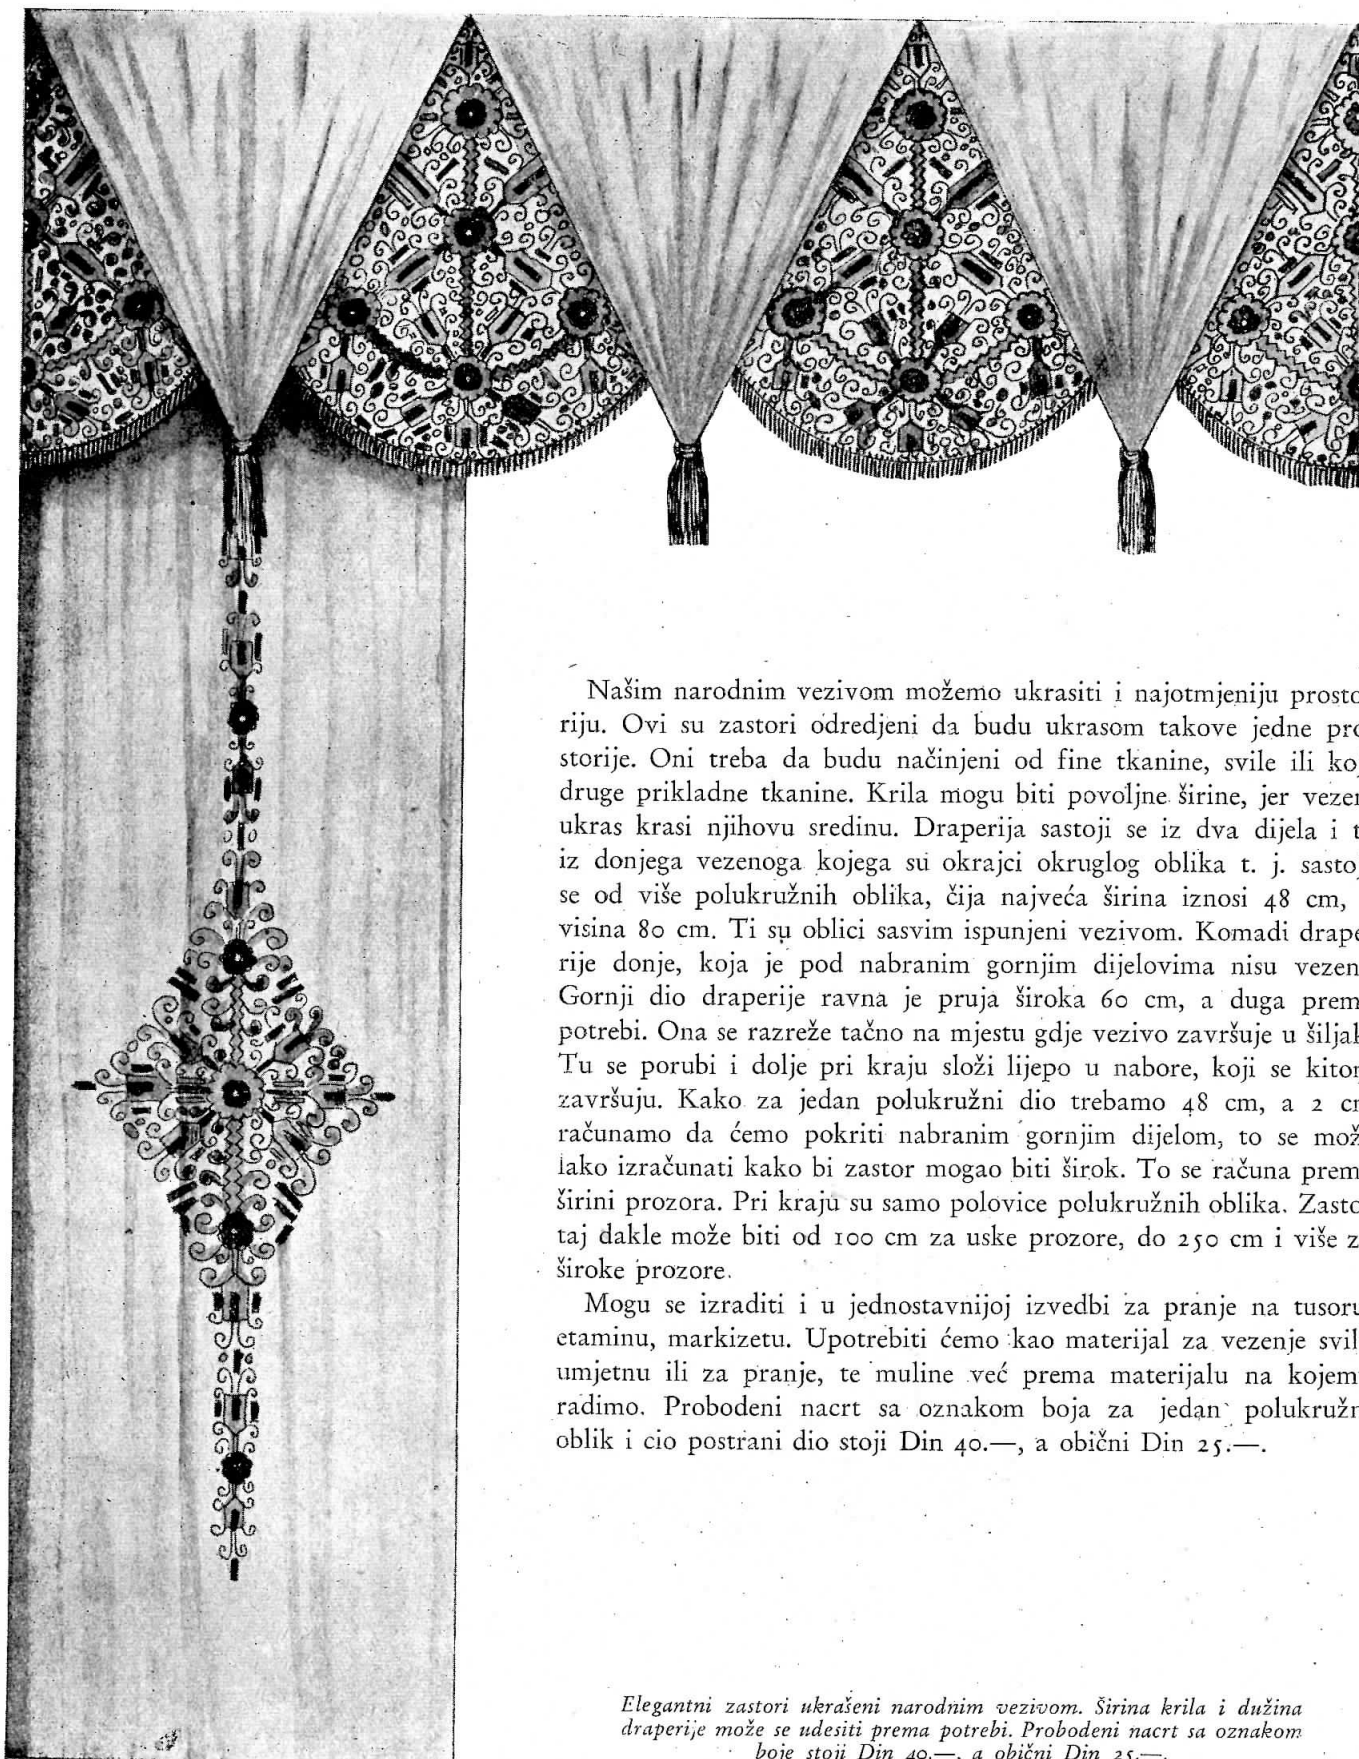 Našim narodnim vezivom možemo ukrasiti i najotmjeniju prosto
riju. Ovi su zastori odredjeni da budu ukrasom takove jedne pro
storije. Oni treba da budu načinjeni od fine tkanine, svile ili ko
druge prikladne tkanine. Krila mogu biti povoljne širine, jer vezen
ukras krasi njihovu sredinu. Draperija sastoji se iz dva dijela i t
iz donjega vezenoga kojega su okrajci okruglog oblika t. j. sasto
se od više polukružnih oblika, čija najveća širina iznosi 48 cm,
visina 80 cm. Ti su oblici sasvim ispunjeni vezivom. Komadi drape
rije donje, koja je pod nabranim gornjim dijelovima nisu vezen
Gornji dio draperije ravna je pruja široka 60 cm, a duga prem
potrebi. Ona se razreže tačno na mjestu gdje vezivo završuje u šiljak
Tu se porubi i dolje pri kraju složi lijepo u nabore, koji se kitom
završuju. Kako za jedan polukružni dio trebamo 48 cm, a 2 cm
računamo da ćemo pokriti nabranim gornjim dijelom, to se mož
lako izračunati kako bi zastor mogao biti širok. To se računa prem
širini prozora. Pri kraju su samo polovice polukružnih oblika. Zasto
taj dakle može biti od 100 cm za uske prozore, do 250 cm i više z
široke prozore.
Mogu se izraditi i u jednostavnijoj izvedbi za pranje na tusoru
etaminu, markizetu. Upotrebiti ćemo kao materijal za vezenje svil
umjetnu ili za pranje, te muline već prema materijalu na kojem
radimo. Probodeni nacrt sa oznakom boja za jedan polukružn
oblik i cio postrani dio stoji Din 40.—, a obični Din 25.—.
Elegantni zastori ukrašeni narodnim vezivom. Širina krila i dužina
draperije može se udesiti prema potrebi. Probodeni nacrt sa oznakom
boje stoji Din 40.—, a obični Din 25.—.